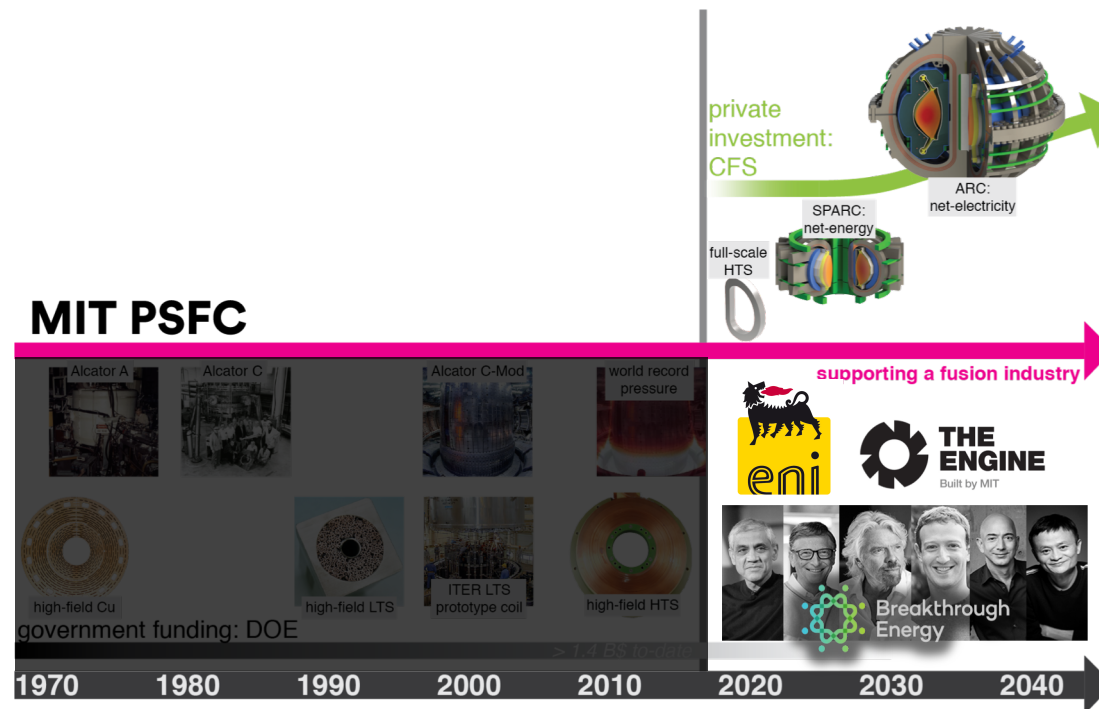 private
investment:
CFS
ARC:
net-electricity
SPARC:
net-energy
full-scale
HTS
MIT PSFC
Alcator A
Alcator C
Alcator C-Mod
world record
pressure
supporting a fusion industry
eni
THE
ENGINE
Built by MIT
high-field Cu
high-field LTS
ITER LTS
prototype coil
high-field HTS
Breakthrough
Energy
government funding: DOE
> 1.4 B$ to-date
1970 1980 1990 2000 2010 2020 2030 2040